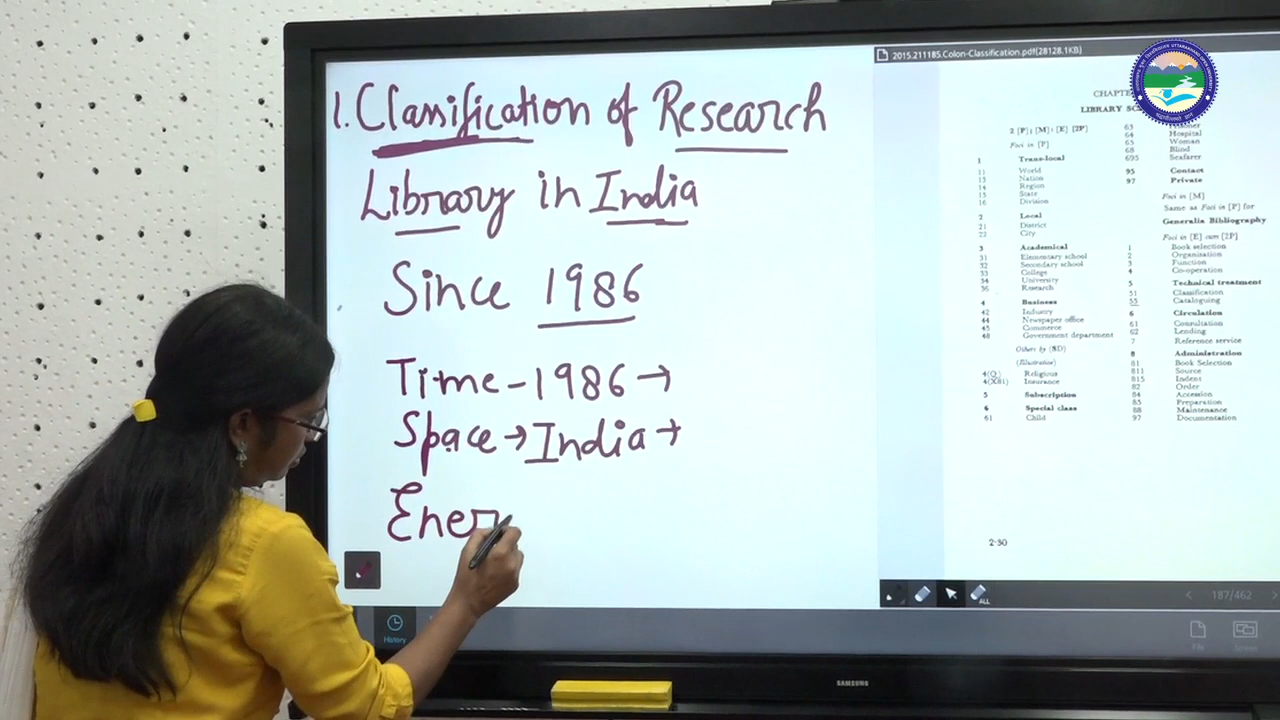 1. Classification of Research
Library in India
Since 1986
Time - 1986 →
Space → India →
Ener
History
2015.211185.Colon-Classification.pdf(28128.1KB)
CHAPTE
LIBRARY SC
2 [P] ; [M] : [E] [2P]
Foci in [P]
1 Trans-local
11 World
13 Nation
14 Region
15 State
16 Division
2 Local
21 District
22 City
3 Academical
31 Elementary school
32 Secondary school
33 College
34 University
36 Research
4 Business
42 Industry
44 Newspaper office
45 Commerce
48 Government department
Others by (SD)
(Illustrative)
4(Q) Religious
4(X81) Insurance
5 Subscription
6 Special class
61 Child
63
64 Hospital
65 Woman
68 Blind
695 Seafarer
95 Contact
97 Private
Foci in [M]
Same as Foci in [P] for
Generalia Bibliography
Foci in [E] cum [2P]
1 Book selection
2 Organisation
3 Function
4 Co-operation
5 Technical treatment
51 Classification
55 Cataloguing
6 Circulation
61 Consultation
62 Lending
7 Reference service
8 Administration
81 Book Selection
811 Source
815 Indent
82 Order
84 Accession
85 Preparation
88 Maintenance
97 Documentation
2·30
ALL
187/462
File
Screen
SAMSUNG